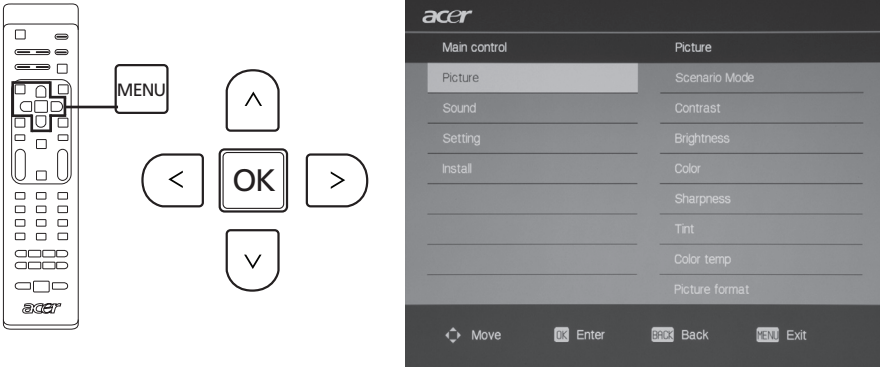 MENU
<
OK
>
acer
acer
Main control
Picture
Picture
Scenario Mode
Sound
Contrast
Setting
Brightness
Install
Color
Sharpness
Tint
Color temp
Picture format
Move
OK Enter
BACK Back
MENU Exit